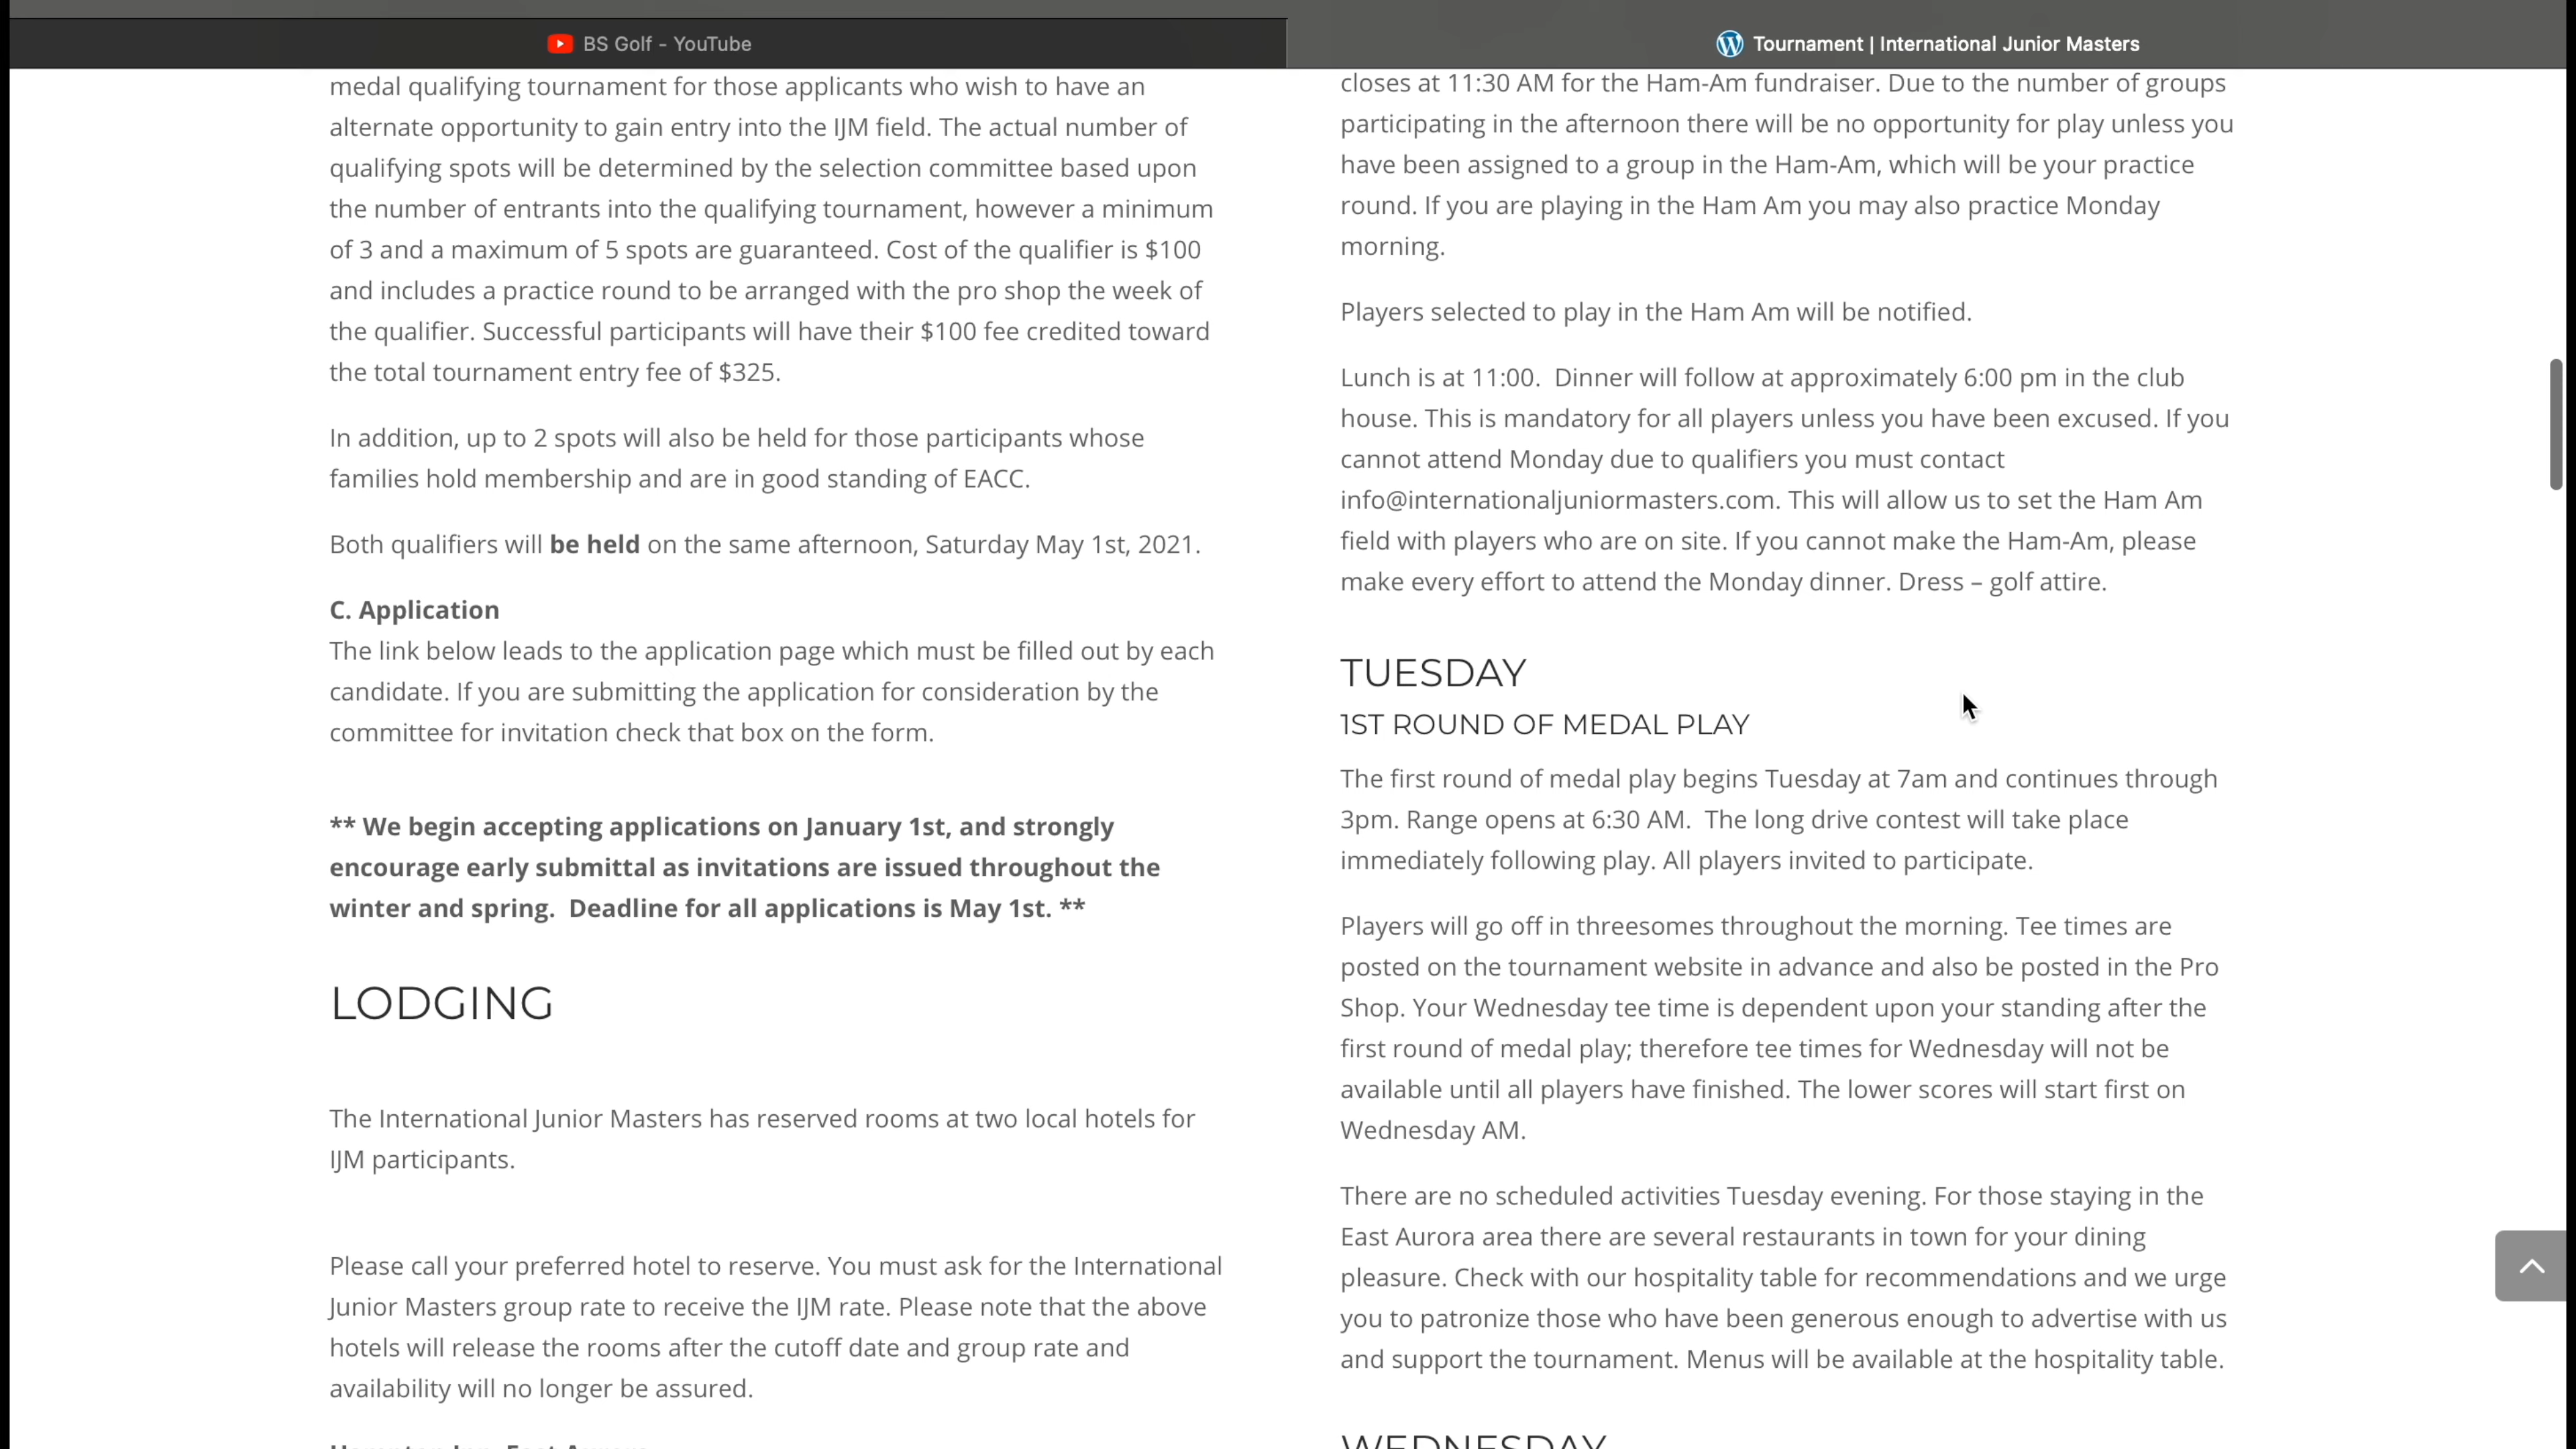 BS Golf - YouTube
Tournament | International Junior Masters
medal qualifying tournament for those applicants who wish to have an
alternate opportunity to gain entry into the IJM field. The actual number of
qualifying spots will be determined by the selection committee based upon
the number of entrants into the qualifying tournament, however a minimum
of 3 and a maximum of 5 spots are guaranteed. Cost of the qualifier is $100
and includes a practice round to be arranged with the pro shop the week of
the qualifier. Successful participants will have their $100 fee credited toward
the total tournament entry fee of $325.
In addition, up to 2 spots will also be held for those participants whose
families hold membership and are in good standing of EACC.
Both qualifiers will be held on the same afternoon, Saturday May 1st, 2021.
C. Application
The link below leads to the application page which must be filled out by each
candidate. If you are submitting the application for consideration by the
committee for invitation check that box on the form.
** We begin accepting applications on January 1st, and strongly
encourage early submittal as invitations are issued throughout the
winter and spring.  Deadline for all applications is May 1st. **
LODGING
The International Junior Masters has reserved rooms at two local hotels for
IJM participants.
Please call your preferred hotel to reserve. You must ask for the International
Junior Masters group rate to receive the IJM rate. Please note that the above
hotels will release the rooms after the cutoff date and group rate and
availability will no longer be assured.
closes at 11:30 AM for the Ham-Am fundraiser. Due to the number of groups
participating in the afternoon there will be no opportunity for play unless you
have been assigned to a group in the Ham-Am, which will be your practice
round. If you are playing in the Ham Am you may also practice Monday
morning.
Players selected to play in the Ham Am will be notified.
Lunch is at 11:00.  Dinner will follow at approximately 6:00 pm in the club
house. This is mandatory for all players unless you have been excused. If you
cannot attend Monday due to qualifiers you must contact
info@internationaljuniormasters.com. This will allow us to set the Ham Am
field with players who are on site. If you cannot make the Ham-Am, please
make every effort to attend the Monday dinner. Dress – golf attire.
TUESDAY
1ST ROUND OF MEDAL PLAY
The first round of medal play begins Tuesday at 7am and continues through
3pm. Range opens at 6:30 AM.  The long drive contest will take place
immediately following play. All players invited to participate.
Players will go off in threesomes throughout the morning. Tee times are
posted on the tournament website in advance and also be posted in the Pro
Shop. Your Wednesday tee time is dependent upon your standing after the
first round of medal play; therefore tee times for Wednesday will not be
available until all players have finished. The lower scores will start first on
Wednesday AM.
There are no scheduled activities Tuesday evening. For those staying in the
East Aurora area there are several restaurants in town for your dining
pleasure. Check with our hospitality table for recommendations and we urge
you to patronize those who have been generous enough to advertise with us
and support the tournament. Menus will be available at the hospitality table.
WEDNESDAY